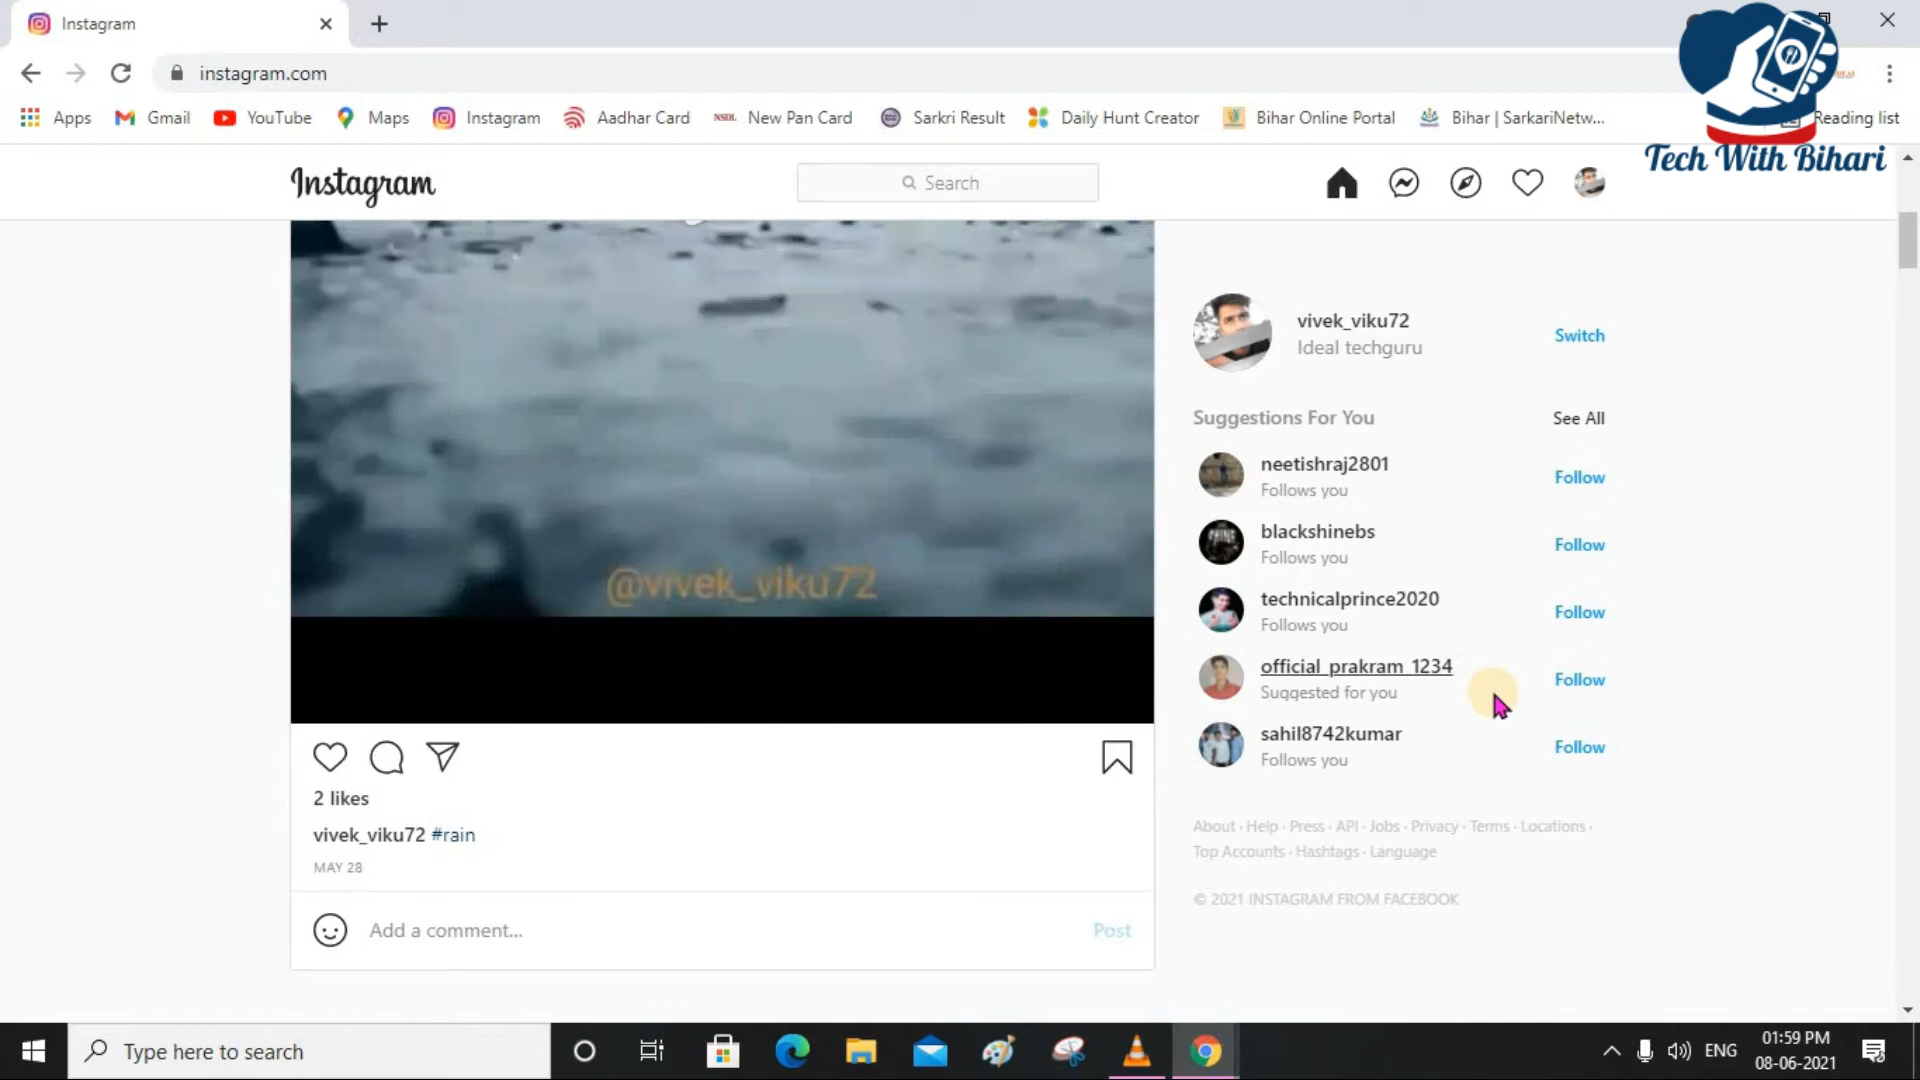 Instagram
instagram.com
Apps Gmail YouTube Maps Instagram Aadhar Card NSDL New Pan Card Sarkri Result Daily Hunt Creator Bihar Online Portal Bihar | SarkariNetw... Reading list
Tech With Bihari
Instagram Search
vivek_viku72
Ideal techguru
Switch
Suggestions For You See All
neetishraj2801
Follows you
Follow
blackshinebs
Follows you
Follow
technicalprince2020
Follows you
Follow
official_prakram_1234
Suggested for you
Follow
sahil8742kumar
Follows you
Follow
@vivek_viku72
2 likes
vivek_viku72 #rain
MAY 28
Add a comment... Post
About · Help · Press · API · Jobs · Privacy · Terms · Locations ·
Top Accounts · Hashtags · Language
© 2021 INSTAGRAM FROM FACEBOOK
Type here to search
ENG
01:59 PM
08-06-2021